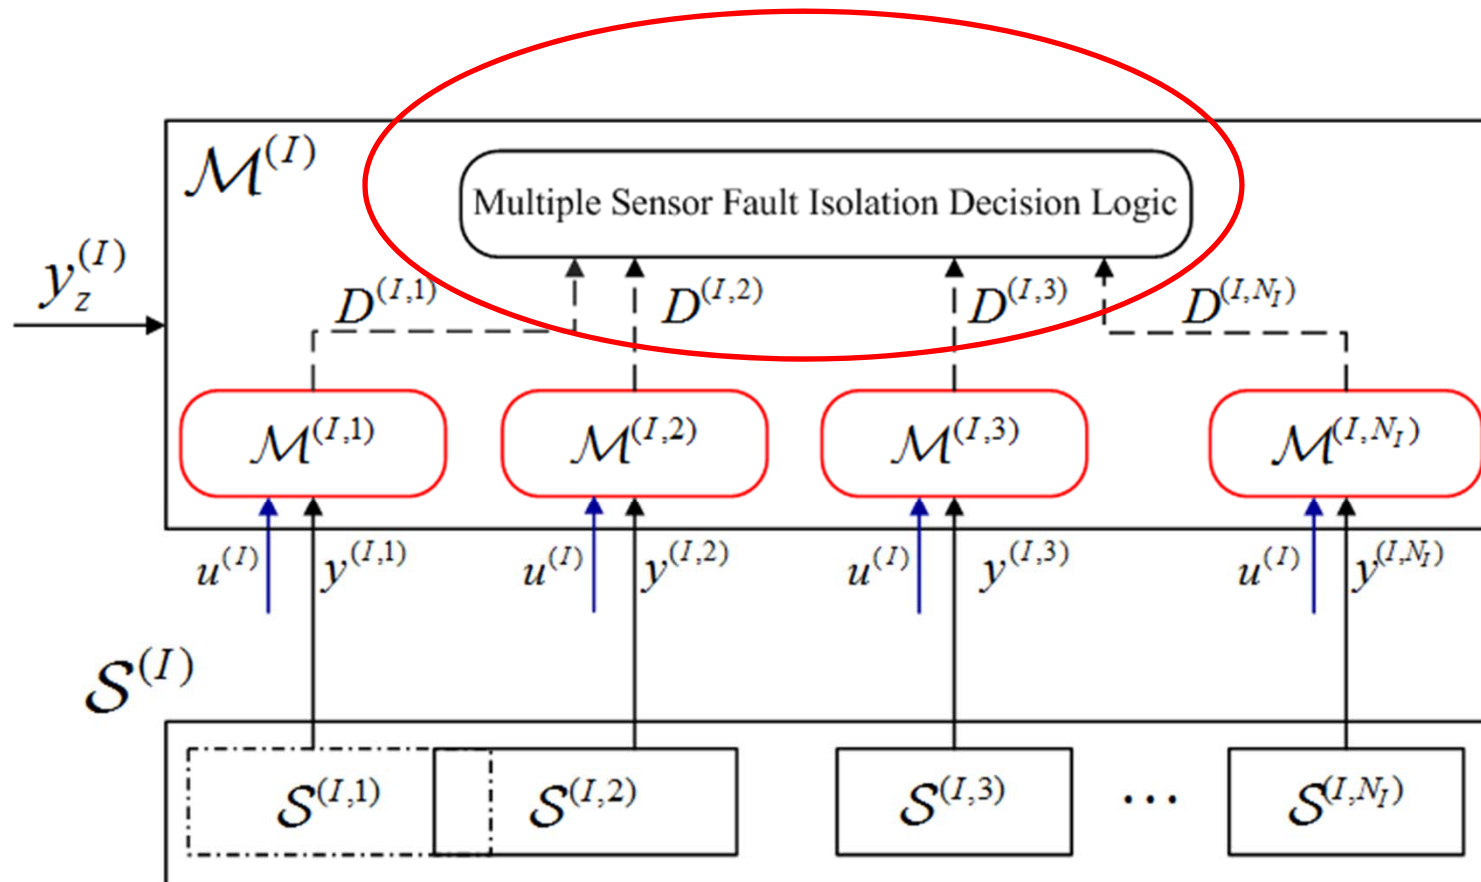 𝓜^{(I)}
Multiple Sensor Fault Isolation Decision Logic
y_z^{(I)}
D^{(I,1)} D^{(I,2)} D^{(I,3)} D^{(I,N_I)}
𝓜^{(I,1)} 𝓜^{(I,2)} 𝓜^{(I,3)} 𝓜^{(I,N_I)}
u^{(I)} y^{(I,1)} u^{(I)} y^{(I,2)} u^{(I)} y^{(I,3)} u^{(I)} y^{(I,N_I)}
𝓢^{(I)}
𝓢^{(I,1)} 𝓢^{(I,2)} 𝓢^{(I,3)} ⋯ 𝓢^{(I,N_I)}